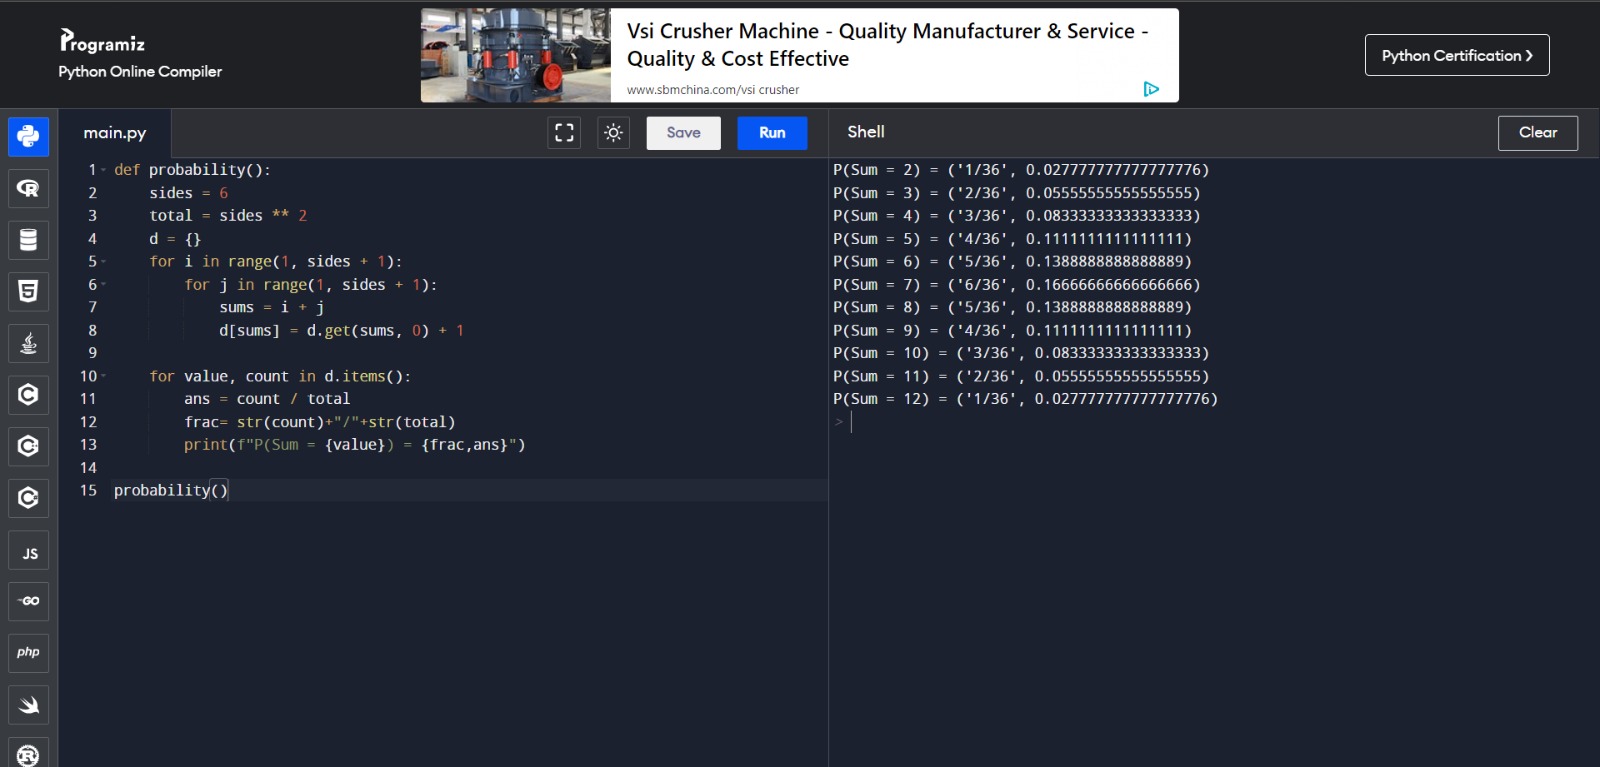 Programiz
Python Online Compiler
Vsi Crusher Machine - Quality Manufacturer & Service -
Quality & Cost Effective
www.sbmchina.com/vsi crusher
Python Certification >
main.py
Save
Run
Shell
Clear
1 def probability():
2     sides = 6
3     total = sides ** 2
4     d = {}
5     for i in range(1, sides + 1):
6         for j in range(1, sides + 1):
7             sums = i + j
8             d[sums] = d.get(sums, 0) + 1
9
10     for value, count in d.items():
11         ans = count / total
12         frac= str(count)+"/"+str(total)
13         print(f"P(Sum = {value}) = {frac,ans}")
14
15 probability()
P(Sum = 2) = ('1/36', 0.027777777777777776)
P(Sum = 3) = ('2/36', 0.05555555555555555)
P(Sum = 4) = ('3/36', 0.08333333333333333)
P(Sum = 5) = ('4/36', 0.1111111111111111)
P(Sum = 6) = ('5/36', 0.1388888888888889)
P(Sum = 7) = ('6/36', 0.16666666666666666)
P(Sum = 8) = ('5/36', 0.1388888888888889)
P(Sum = 9) = ('4/36', 0.1111111111111111)
P(Sum = 10) = ('3/36', 0.08333333333333333)
P(Sum = 11) = ('2/36', 0.05555555555555555)
P(Sum = 12) = ('1/36', 0.027777777777777776)
>
R
5
C
C
C
JS
GO
php
R